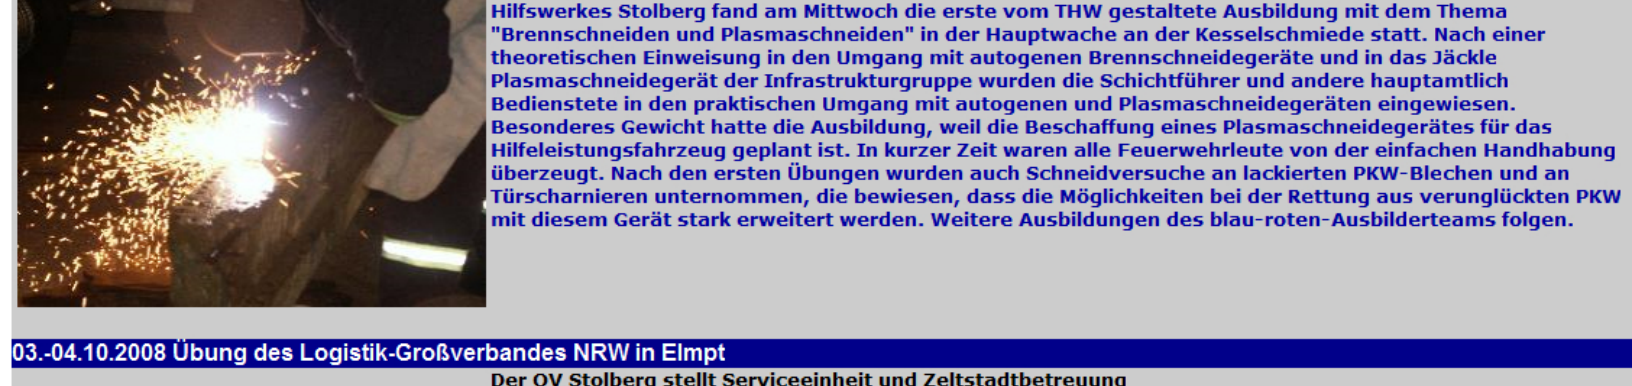 Hilfswerkes Stolberg fand am Mittwoch die erste vom THW gestaltete Ausbildung mit dem Thema
"Brennschneiden und Plasmaschneiden" in der Hauptwache an der Kesselschmiede statt. Nach einer
theoretischen Einweisung in den Umgang mit autogenen Brennschneidegeräte und in das Jäckle
Plasmaschneidegerät der Infrastrukturgruppe wurden die Schichtführer und andere hauptamtlich
Bedienstete in den praktischen Umgang mit autogenen und Plasmaschneidegeräten eingewiesen.
Besonderes Gewicht hatte die Ausbildung, weil die Beschaffung eines Plasmaschneidegerätes für das
Hilfeleistungsfahrzeug geplant ist. In kurzer Zeit waren alle Feuerwehrleute von der einfachen Handhabung
überzeugt. Nach den ersten Übungen wurden auch Schneidversuche an lackierten PKW-Blechen und an
Türscharnieren unternommen, die bewiesen, dass die Möglichkeiten bei der Rettung aus verunglückten PKW
mit diesem Gerät stark erweitert werden. Weitere Ausbildungen des blau-roten-Ausbilderteams folgen.
03.-04.10.2008 Übung des Logistik-Großverbandes NRW in Elmpt
Der OV Stolberg stellt Serviceeinheit und Zeltstadtbetreuung